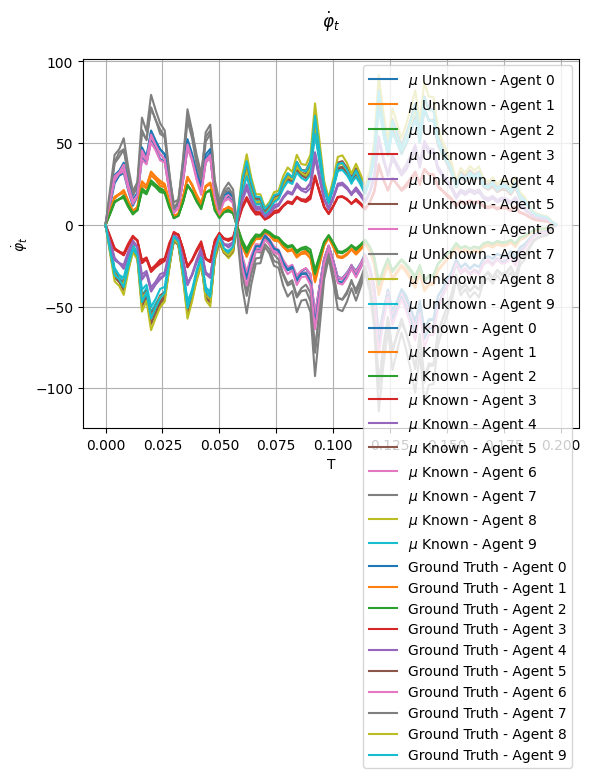 φ̇ₜ
100
50
0
−50
−100
φ̇ₜ
0.000
0.025
0.050
0.075
0.100
0.125
0.150
0.175
0.200
T
μ Unknown - Agent 0
μ Unknown - Agent 1
μ Unknown - Agent 2
μ Unknown - Agent 3
μ Unknown - Agent 4
μ Unknown - Agent 5
μ Unknown - Agent 6
μ Unknown - Agent 7
μ Unknown - Agent 8
μ Unknown - Agent 9
μ Known - Agent 0
μ Known - Agent 1
μ Known - Agent 2
μ Known - Agent 3
μ Known - Agent 4
μ Known - Agent 5
μ Known - Agent 6
μ Known - Agent 7
μ Known - Agent 8
μ Known - Agent 9
Ground Truth - Agent 0
Ground Truth - Agent 1
Ground Truth - Agent 2
Ground Truth - Agent 3
Ground Truth - Agent 4
Ground Truth - Agent 5
Ground Truth - Agent 6
Ground Truth - Agent 7
Ground Truth - Agent 8
Ground Truth - Agent 9